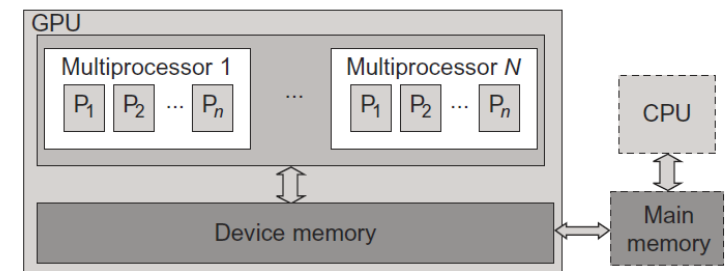 GPU
Multiprocessor 1
P1 P2 ... Pn
...
Multiprocessor N
P1 P2 ... Pn
Device memory
CPU
Main
memory